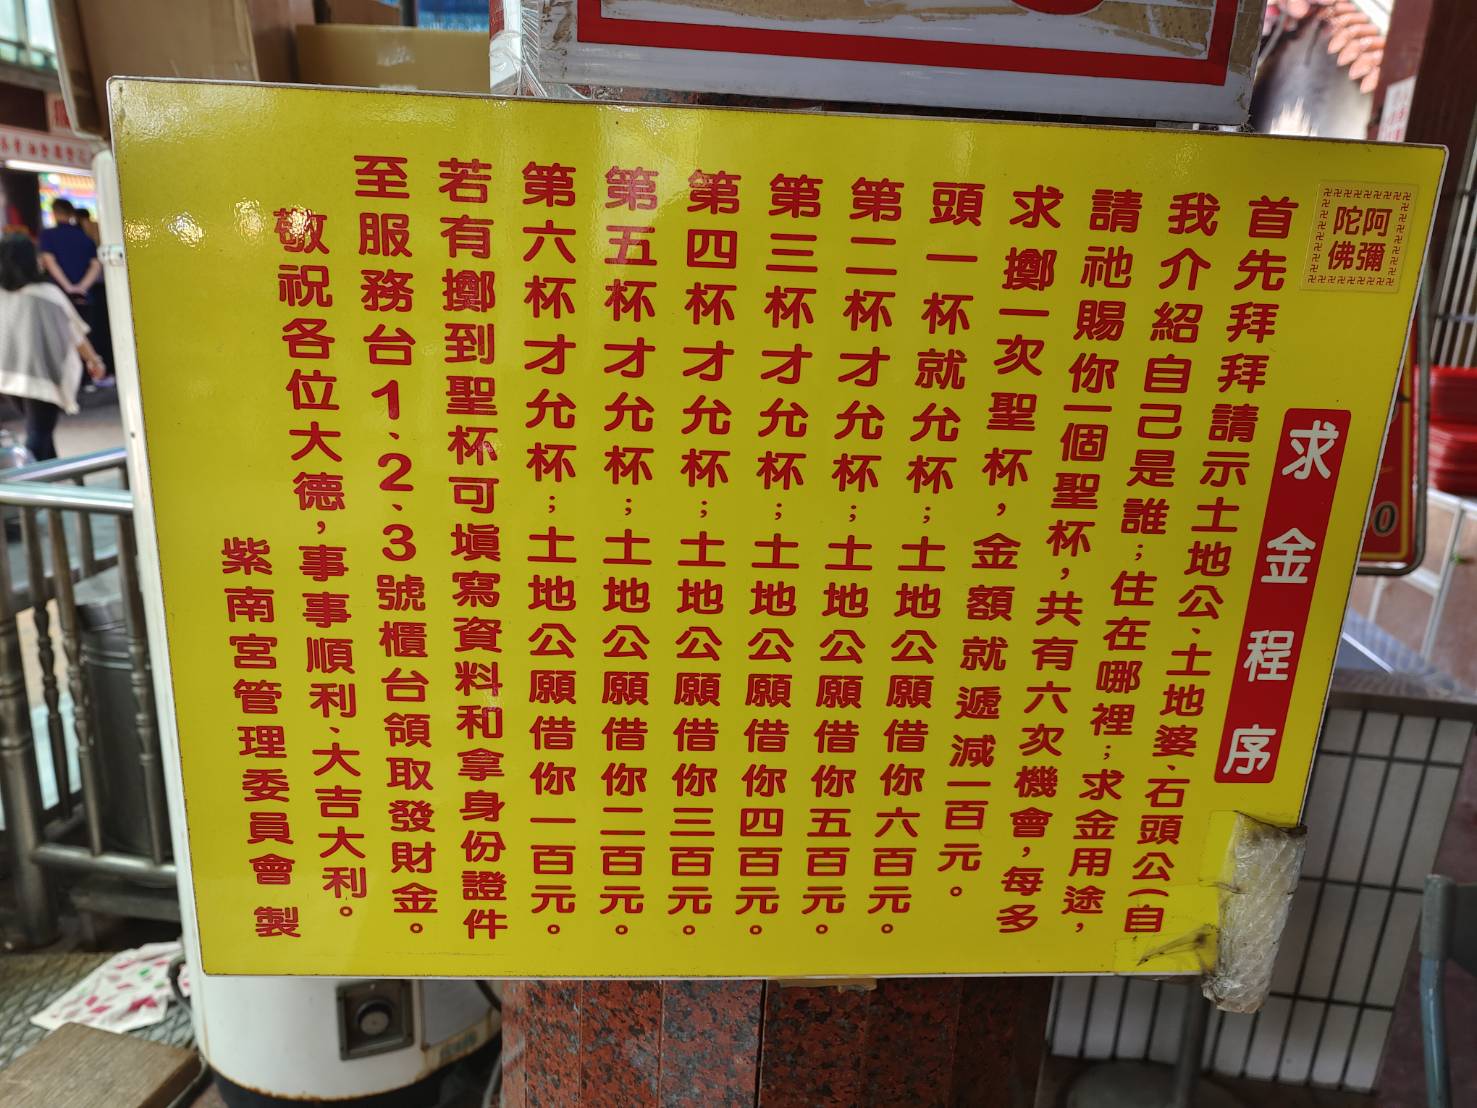 阿彌
陀佛
求金程序
首先拜拜請示土地公、土地婆、石頭公(自
我介紹自己是誰;住在哪裡;求金用途,
請祂賜你一個聖杯,共有六次機會,每多
求擲一次聖杯,金額就遞減一百元。
頭一杯就允杯;土地公願借你六百元。
第二杯才允杯;土地公願借你五百元。
第三杯才允杯;土地公願借你四百元。
第四杯才允杯;土地公願借你三百元。
第五杯才允杯;土地公願借你二百元。
第六杯才允杯;土地公願借你一百元。
若有擲到聖杯可填寫資料和拿身份證件
至服務台1、2、3號櫃台領取發財金。
敬祝各位大德,事事順利、大吉大利。
紫南宮管理委員會 製